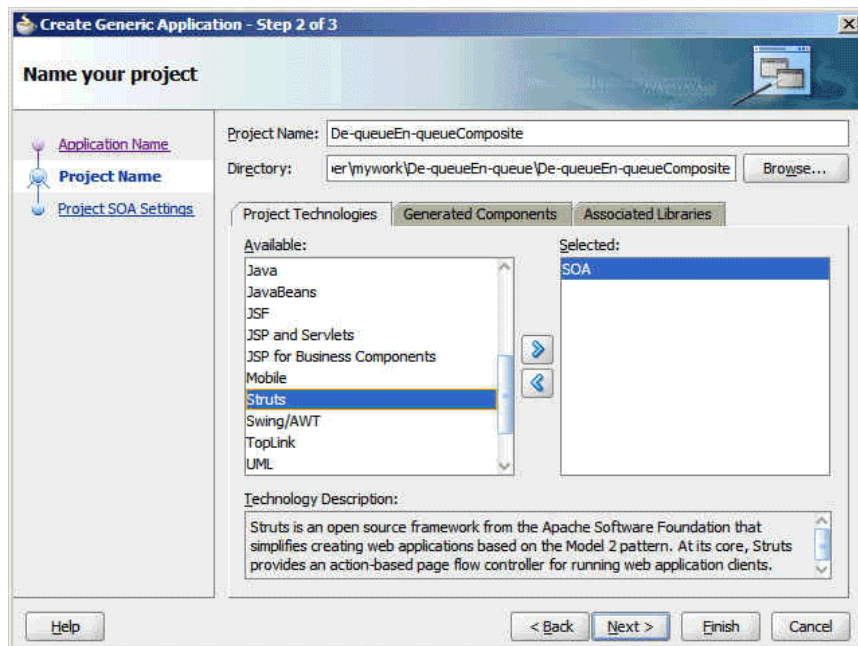 Create Generic Application - Step 2 of 3
Name your project
Application Name
Project Name
Project SOA Settings
Project Name: De-queueEn-queueComposite
Directory: er\mywork\De-queueEn-queue\De-queueEn-queueComposite Browse...
Project Technologies Generated Components Associated Libraries
Available:
Java
JavaBeans
JSF
JSP and Servlets
JSP for Business Components
Mobile
Struts
Swing/AWT
TopLink
UML
Selected:
SOA
Technology Description:
Struts is an open source framework from the Apache Software Foundation that
simplifies creating web applications based on the Model 2 pattern. At its core, Struts
provides an action-based page flow controller for running web application clients.
Help < Back Next > Finish Cancel